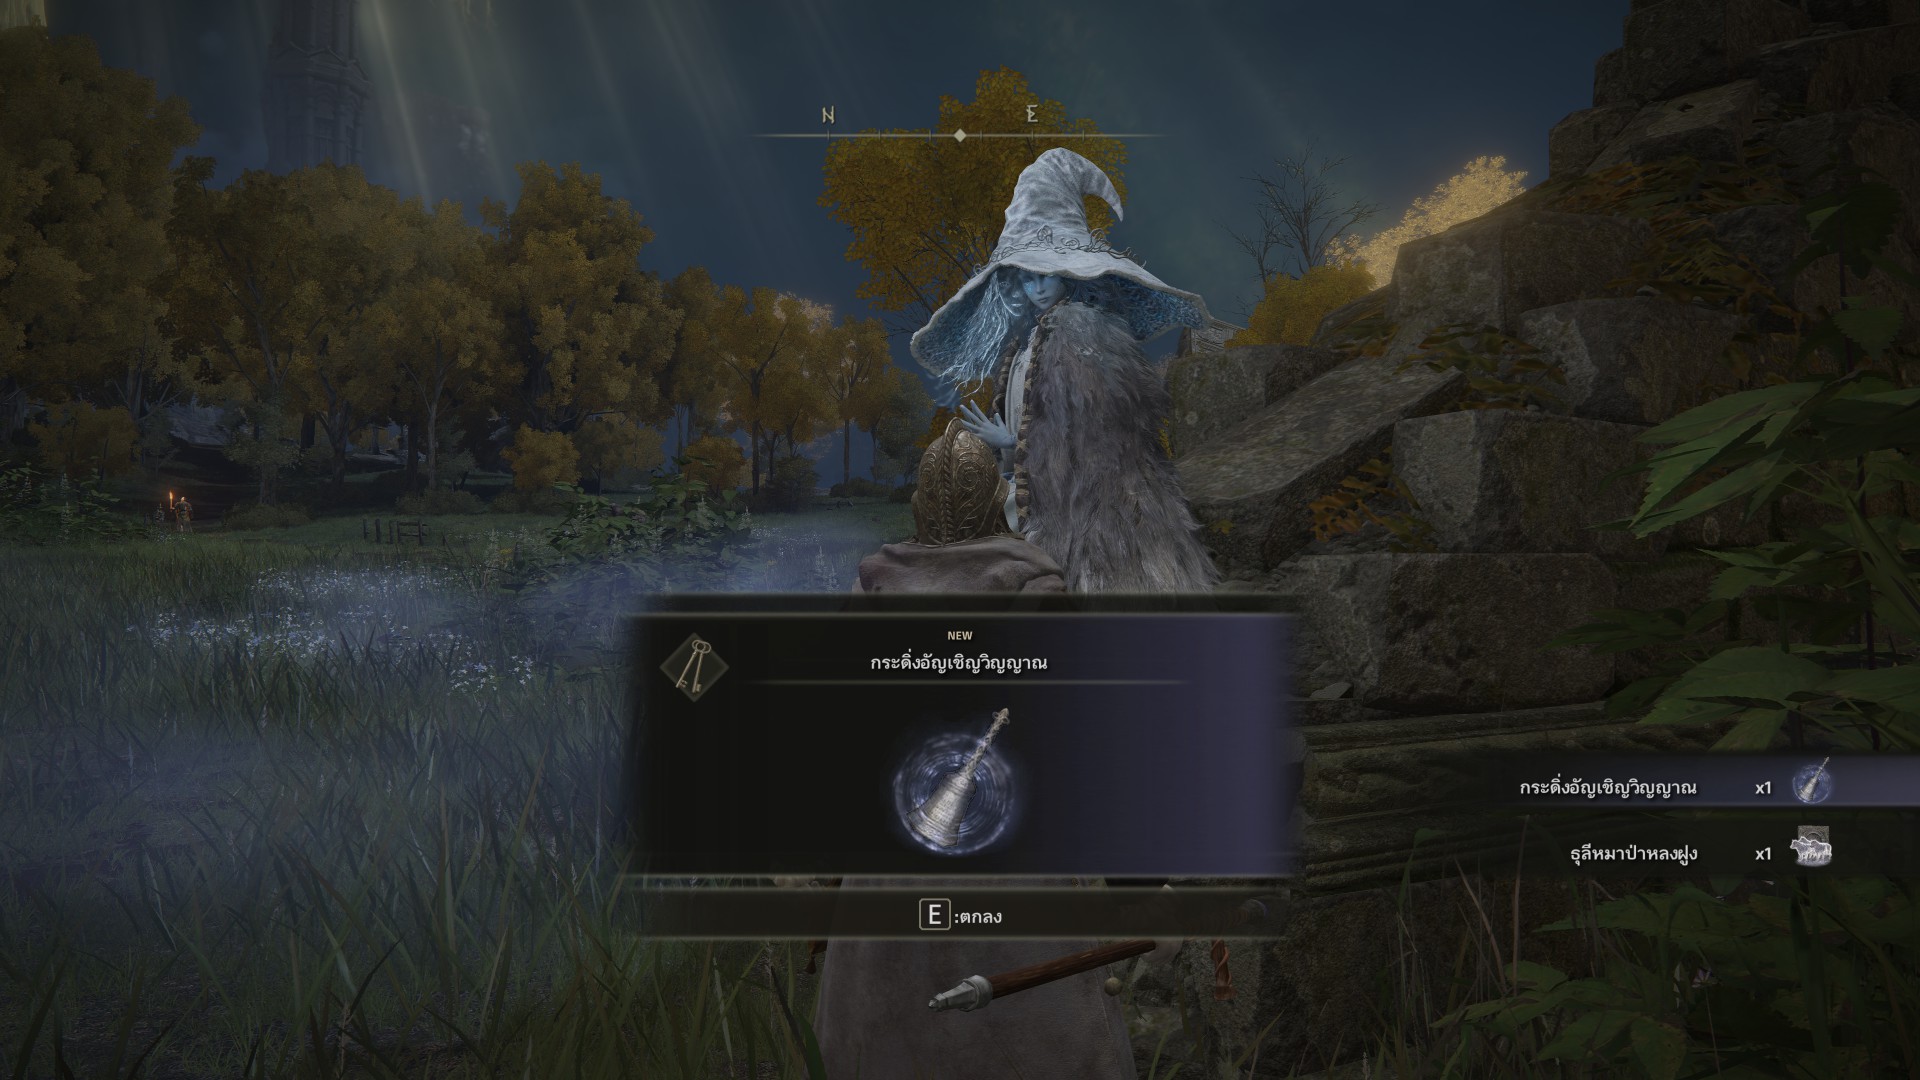 N E
NEW
กระดิ่งอัญเชิญวิญญาณ
กระดิ่งอัญเชิญวิญญาณ x1
ธุลีหมาป่าหลงฝูง x1
E :ตกลง